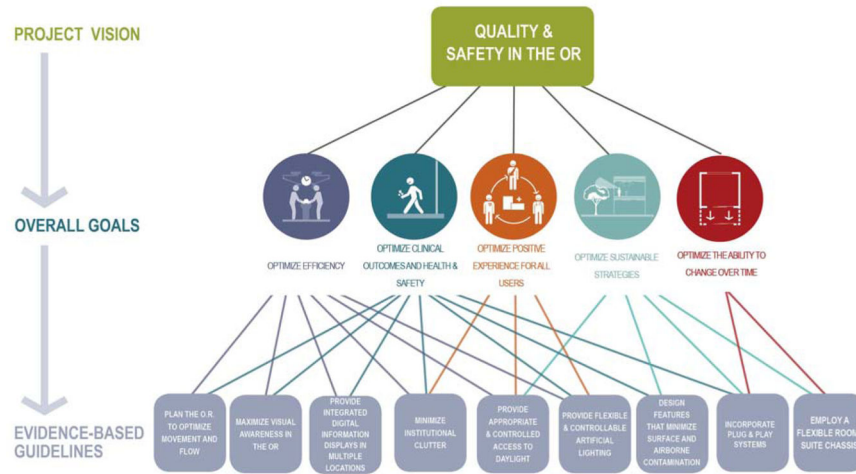 PROJECT VISION
QUALITY &
SAFETY IN THE OR
OVERALL GOALS
OPTIMIZE EFFICIENCY
OPTIMIZE CLINICAL
OUTCOMES AND HEALTH &
SAFETY
OPTIMIZE POSITIVE
EXPERIENCE FOR ALL
USERS
OPTIMIZE SUSTAINABLE
STRATEGIES
OPTIMIZE THE ABILITY TO
CHANGE OVER TIME
EVIDENCE-BASED
GUIDELINES
PLAN THE O.R.
TO OPTIMIZE
MOVEMENT AND
FLOW
MAXIMIZE VISUAL
AWARENESS IN
THE OR
PROVIDE
INTEGRATED
DIGITAL
INFORMATION
DISPLAYS IN
MULTIPLE
LOCATIONS
MINIMIZE
INSTITUTIONAL
CLUTTER
PROVIDE
APPROPRIATE
& CONTROLLED
ACCESS TO
DAYLIGHT
PROVIDE FLEXIBLE
& CONTROLLABLE
ARTIFICIAL
LIGHTING
DESIGN
FEATURES
THAT MINIMIZE
SURFACE AND
AIRBORNE
CONTAMINATION
INCORPORATE
PLUG & PLAY
SYSTEMS
EMPLOY A
FLEXIBLE ROOM
SUITE CHASSIS